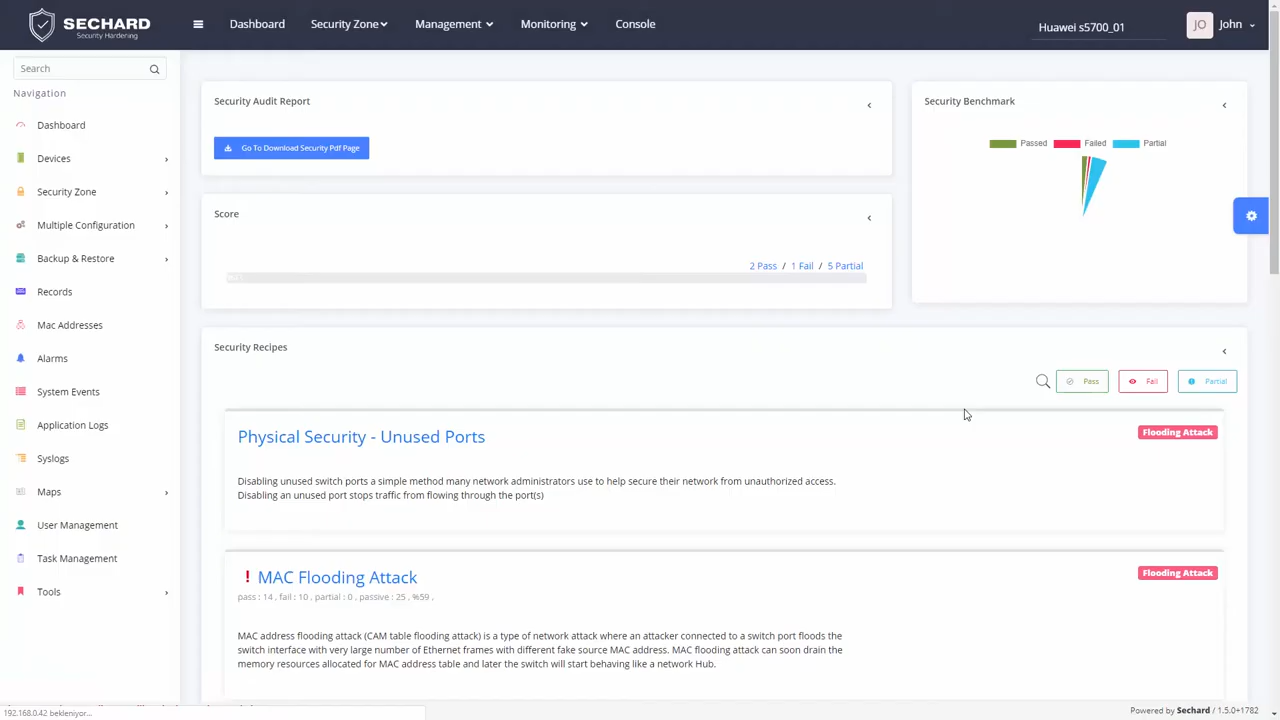 SECHARD
Security Hardening
Dashboard
Security Zone
Management
Monitoring
Console
Huawei s5700_01
JO
John
Search
Navigation
Dashboard
Devices
Security Zone
Multiple Configuration
Backup & Restore
Records
Mac Addresses
Alarms
System Events
Application Logs
Syslogs
Maps
User Management
Task Management
Tools
Security Audit Report
Go To Download Security Pdf Page
Score
2 Pass / 1 Fail / 5 Partial
Security Benchmark
Passed
Failed
Partial
Security Recipes
Pass
Fail
Partial
Physical Security - Unused Ports
Flooding Attack
Disabling unused switch ports a simple method many network administrators use to help secure their network from unauthorized access.
Disabling an unused port stops traffic from flowing through the port(s)
! MAC Flooding Attack
Flooding Attack
pass : 14 , fail : 10 , partial : 0 , passive : 25 , %59 ,
MAC address flooding attack (CAM table flooding attack) is a type of network attack where an attacker connected to a switch port floods the
switch interface with very large number of Ethernet frames with different fake source MAC address. MAC flooding attack can soon drain the
memory resources allocated for MAC address table and later the switch will start behaving like a network Hub.
192.168.0.42 bekleniyor...
Powered by Sechard / 1.5.0+1782